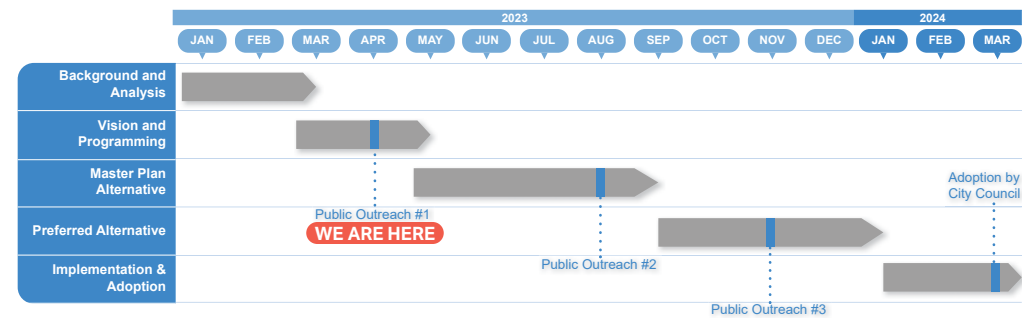 2023
2024
JAN
FEB
MAR
APR
MAY
JUN
JUL
AUG
SEP
OCT
NOV
DEC
JAN
FEB
MAR
Background and
Analysis
Vision and
Programming
Master Plan
Alternative
Adoption by
City Council
Public Outreach #1
WE ARE HERE
Preferred Alternative
Public Outreach #2
Implementation &
Adoption
Public Outreach #3